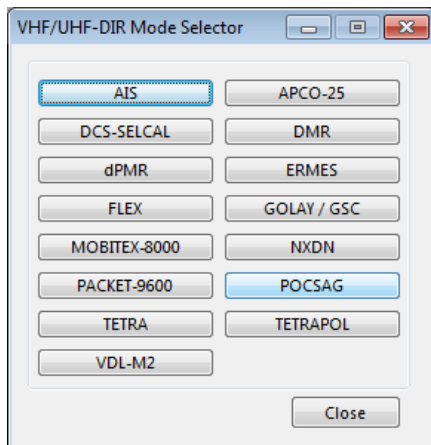 VHF/UHF-DIR Mode Selector
AIS APCO-25
DCS-SELCAL DMR
dPMR ERMES
FLEX GOLAY / GSC
MOBITEX-8000 NXDN
PACKET-9600 POCSAG
TETRA TETRAPOL
VDL-M2
Close